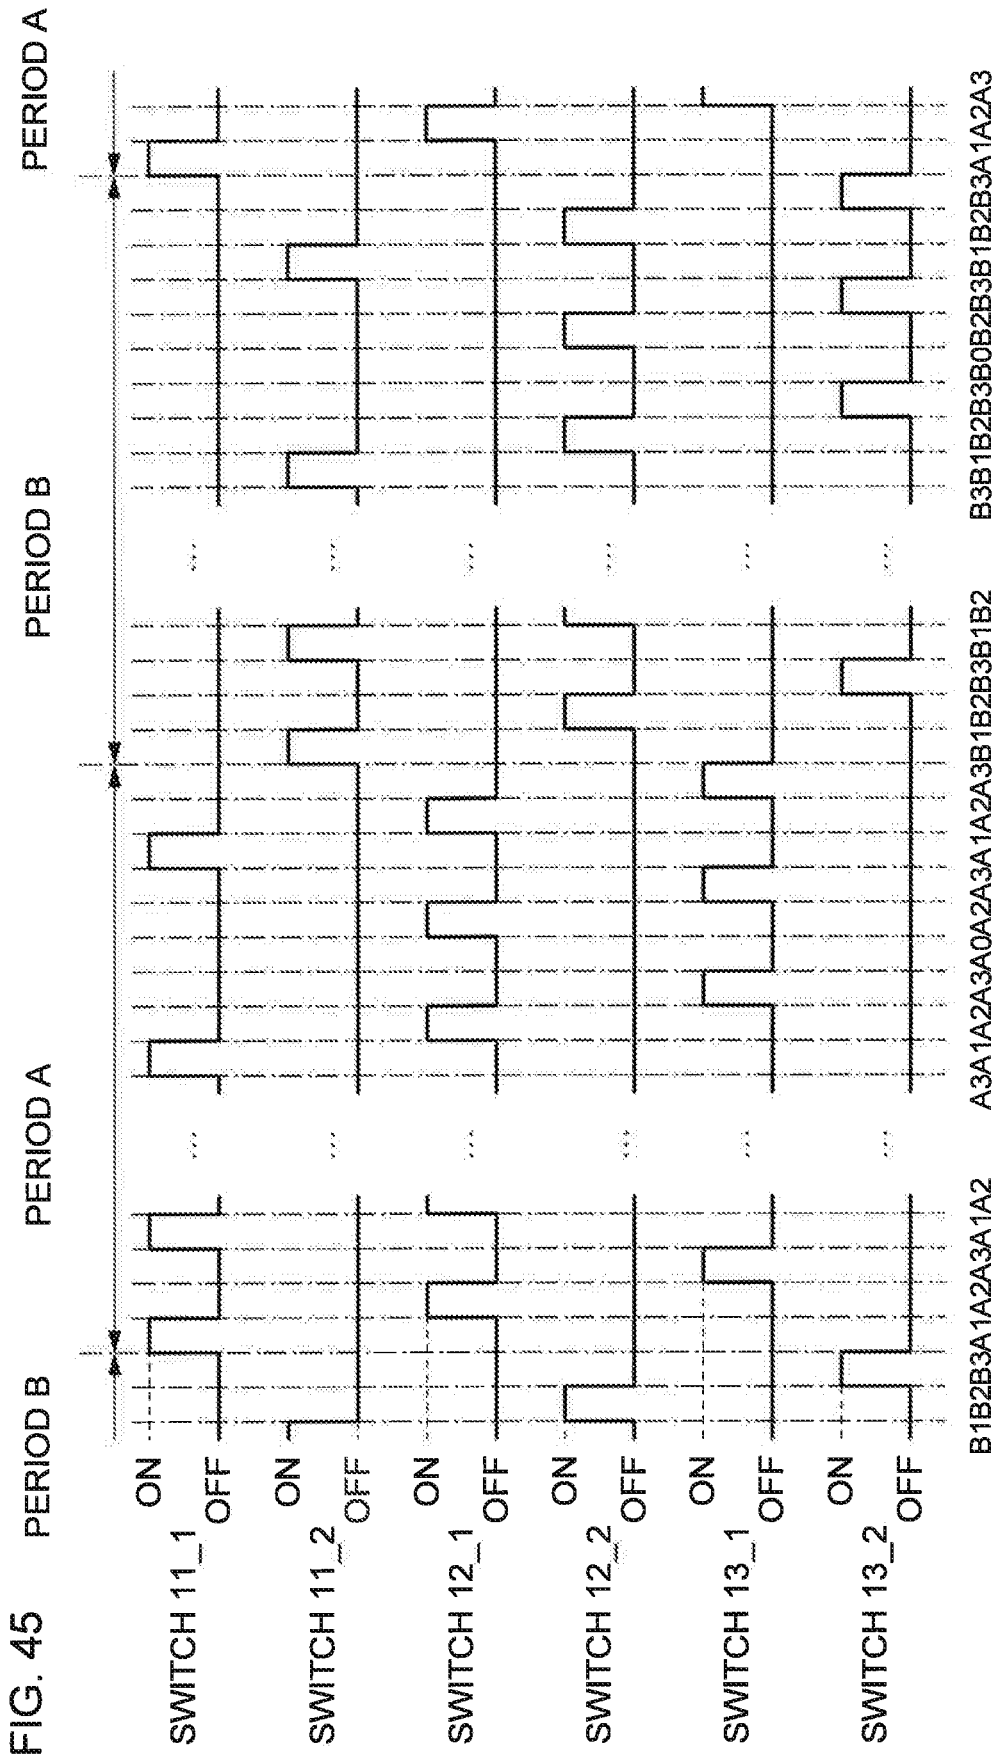 FIG. 45
PERIOD B PERIOD A PERIOD B PERIOD A
SWITCH 11_1 ON
OFF
SWITCH 11_2 ON
OFF
SWITCH 12_1 ON
OFF
SWITCH 12_2 ON
OFF
SWITCH 13_1 ON
OFF
SWITCH 13_2 ON
OFF
B1B2B3A1A2A3A1A2 A3A1A2A3A0A2A3A1A2A3B1B2B3B1B2 B3B1B2B3B0B2B3B1B2B3A1A2A3